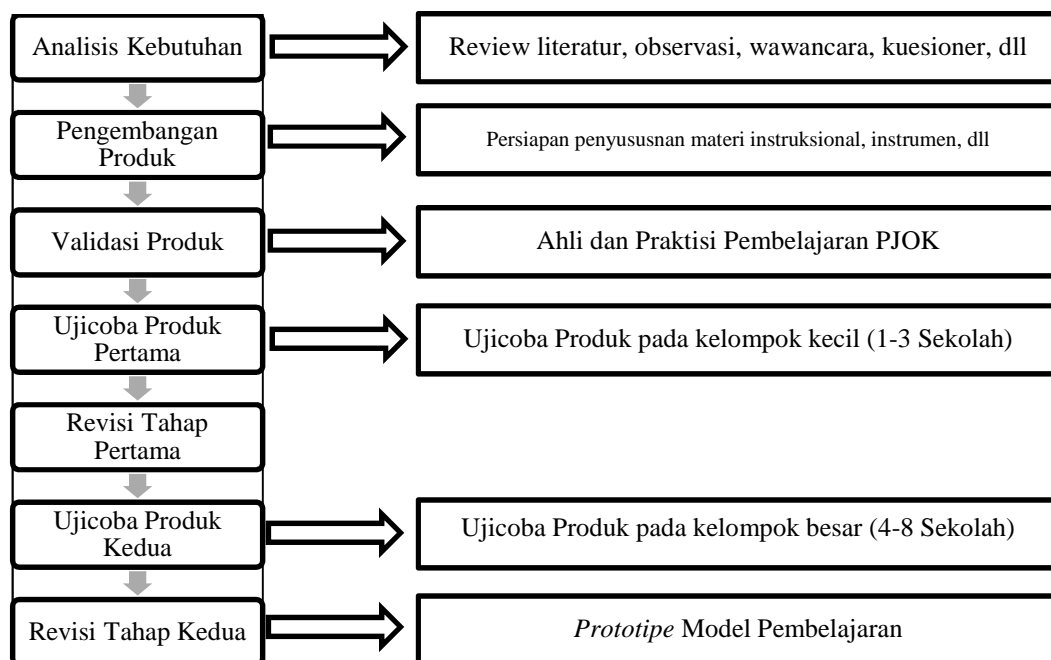 Analisis Kebutuhan
Review literatur, observasi, wawancara, kuesioner, dll
Pengembangan
Produk
Persiapan penyususnan materi instruksional, instrumen, dll
Validasi Produk
Ahli dan Praktisi Pembelajaran PJOK
Ujicoba Produk
Pertama
Ujicoba Produk pada kelompok kecil (1-3 Sekolah)
Revisi Tahap
Pertama
Ujicoba Produk
Kedua
Ujicoba Produk pada kelompok besar (4-8 Sekolah)
Revisi Tahap Kedua
Prototipe Model Pembelajaran